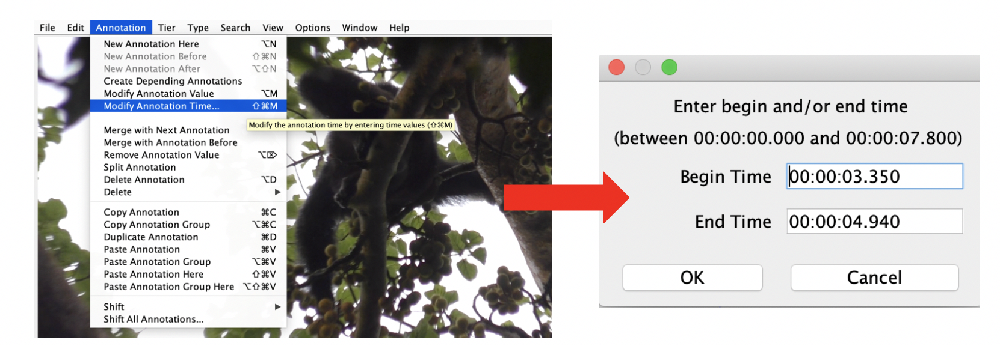 File Edit Annotation Tier Type Search View Options Window Help
New Annotation Here ⌥N
New Annotation Before ⇧⌘N
New Annotation After ⌥⇧N
Create Depending Annotations
Modify Annotation Value ⌥M
Modify Annotation Time... ⇧⌘M
Modify the annotation time by entering time values (⇧⌘M)
Merge with Next Annotation
Merge with Annotation Before
Remove Annotation Value ⌥⌦
Split Annotation
Delete Annotation ⌥D
Delete ▶
Copy Annotation ⌘C
Copy Annotation Group ⌥⌘C
Duplicate Annotation ⌘D
Paste Annotation ⌘V
Paste Annotation Group ⌥⌘V
Paste Annotation Here ⇧⌘V
Paste Annotation Group Here ⌥⇧⌘V
Shift ▶
Shift All Annotations...
Enter begin and/or end time
(between 00:00:00.000 and 00:00:07.800)
Begin Time 00:00:03.350
End Time 00:00:04.940
OK Cancel